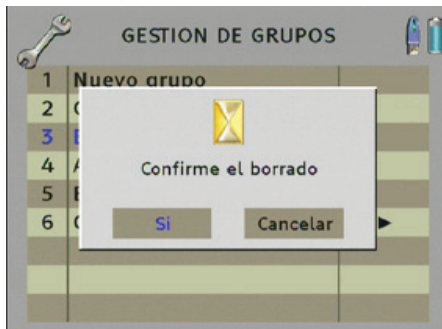 GESTION DE GRUPOS
1 Nuevo grupo
2
3
4
5
6
Confirme el borrado
Si Cancelar